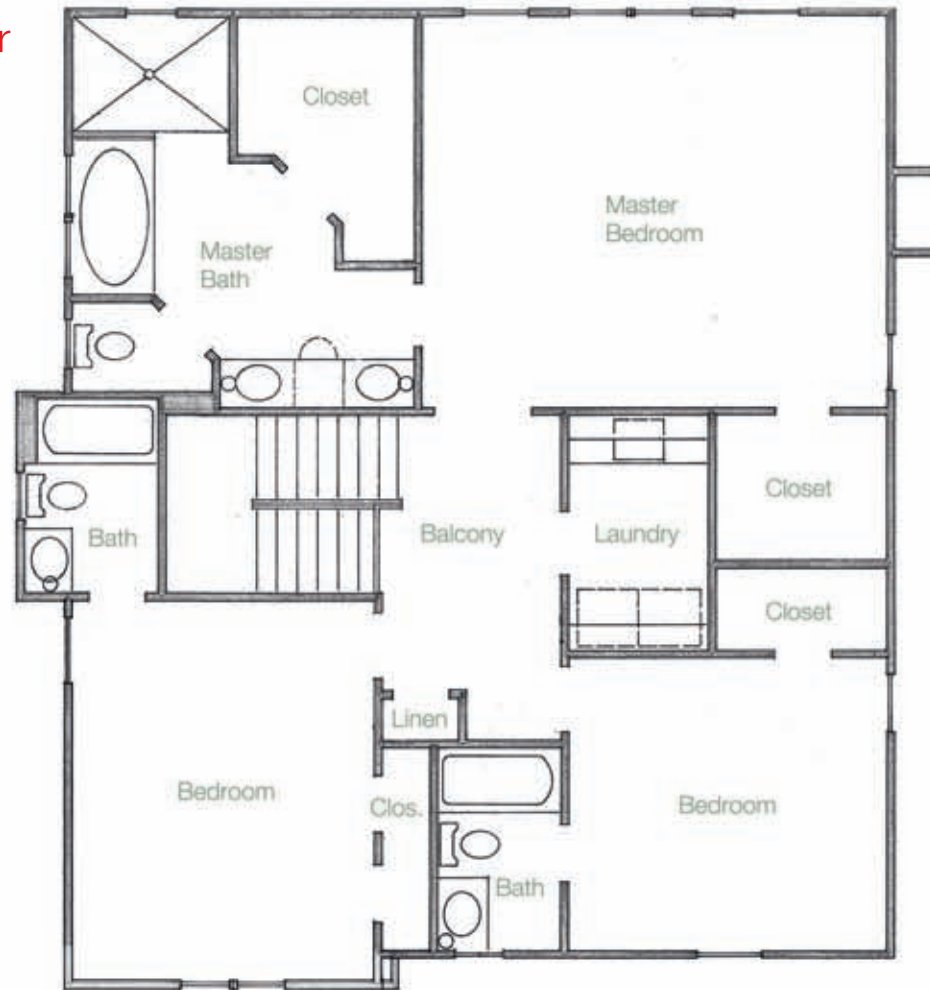 r
Closet
Master
Bedroom
Master
Bath
Closet
Bath
Balcony
Laundry
Closet
Linen
Bedroom
Clos.
Bedroom
Bath